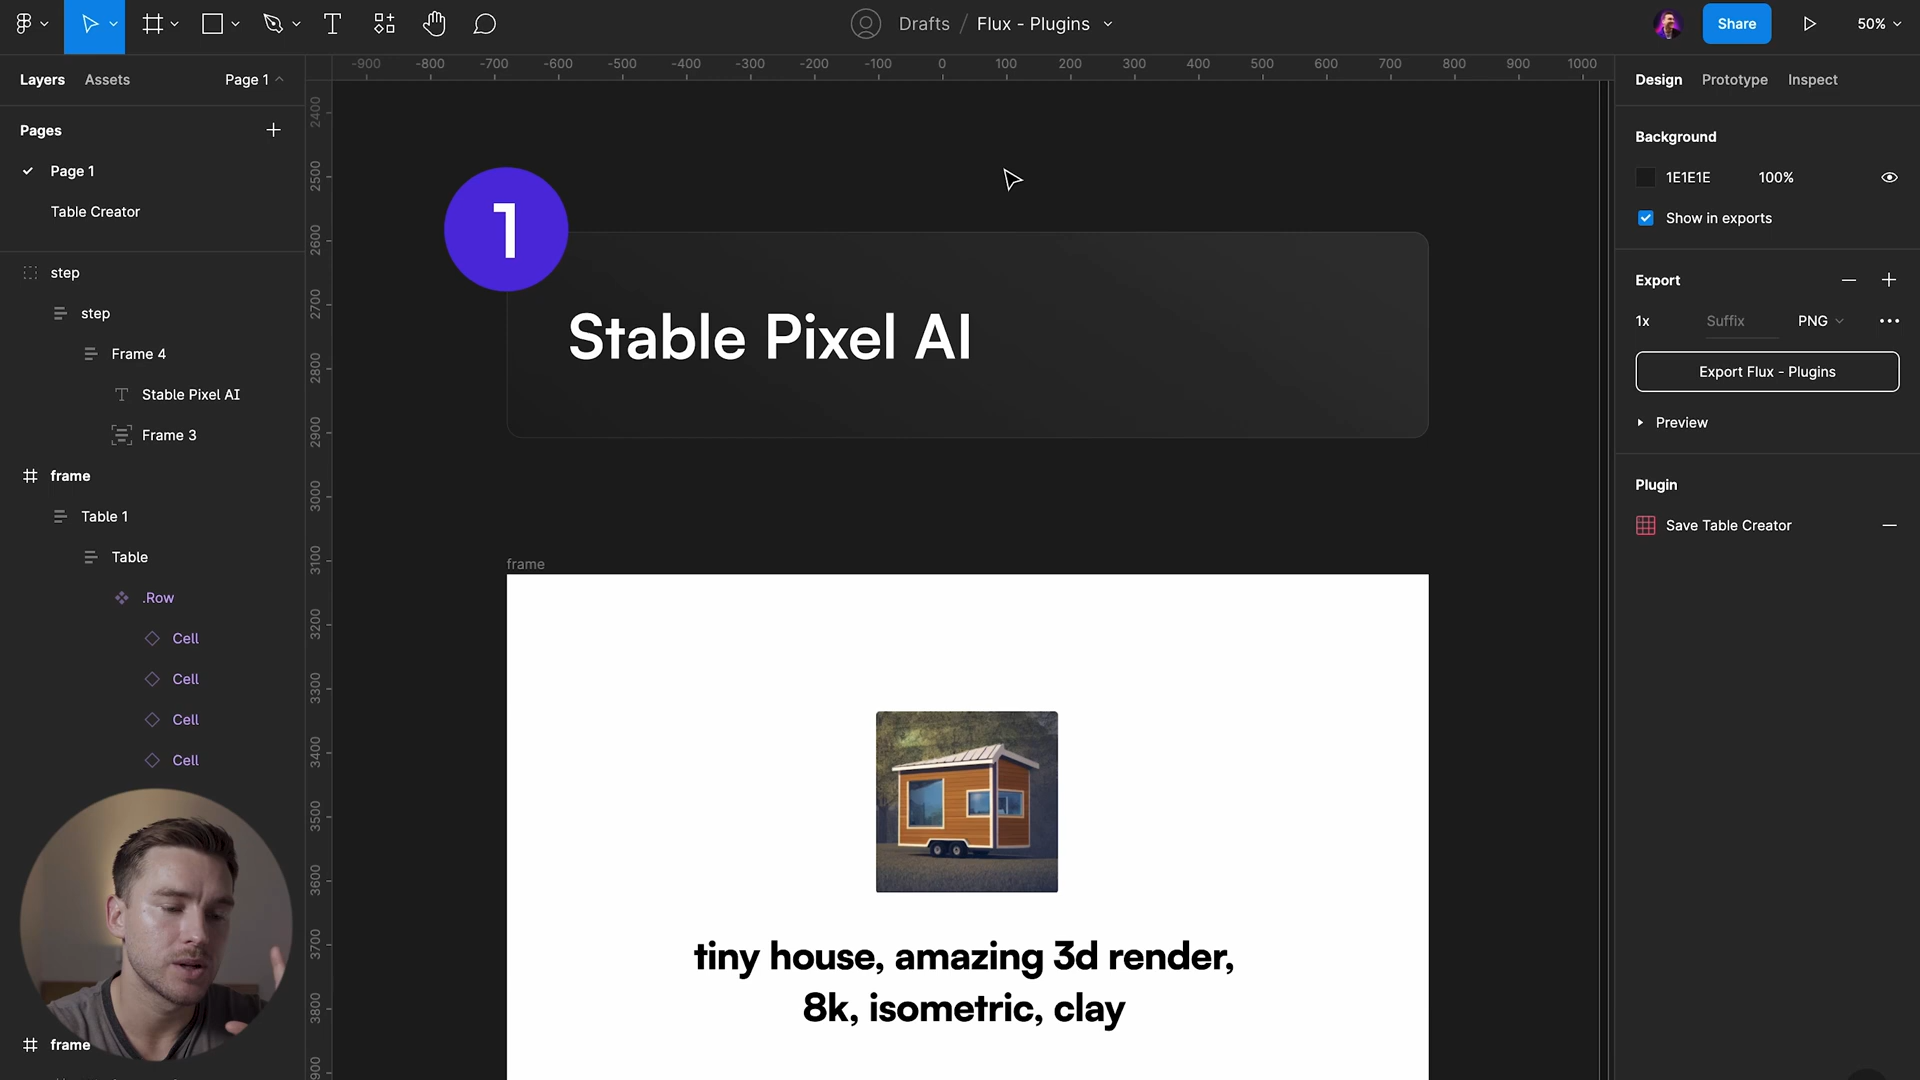 Drafts / Flux - Plugins
Share
50%
Layers
Assets
Page 1
-900 -800 -700 -600 -500 -400 -300 -200 -100 0 100 200 300 400 500 600 700 800 900 1000
Design
Prototype
Inspect
Pages
Page 1
Table Creator
step
step
Frame 4
Stable Pixel AI
Frame 3
frame
Table 1
Table
.Row
Cell
Cell
Cell
Cell
frame
2400
2500
2600
2700
2800
2900
3000
3100
3200
3300
3400
3500
3600
3700
3800
900
1
Stable Pixel AI
frame
tiny house, amazing 3d render,
8k, isometric, clay
Background
1E1E1E 100%
Show in exports
Export
1x Suffix PNG
Export Flux - Plugins
Preview
Plugin
Save Table Creator